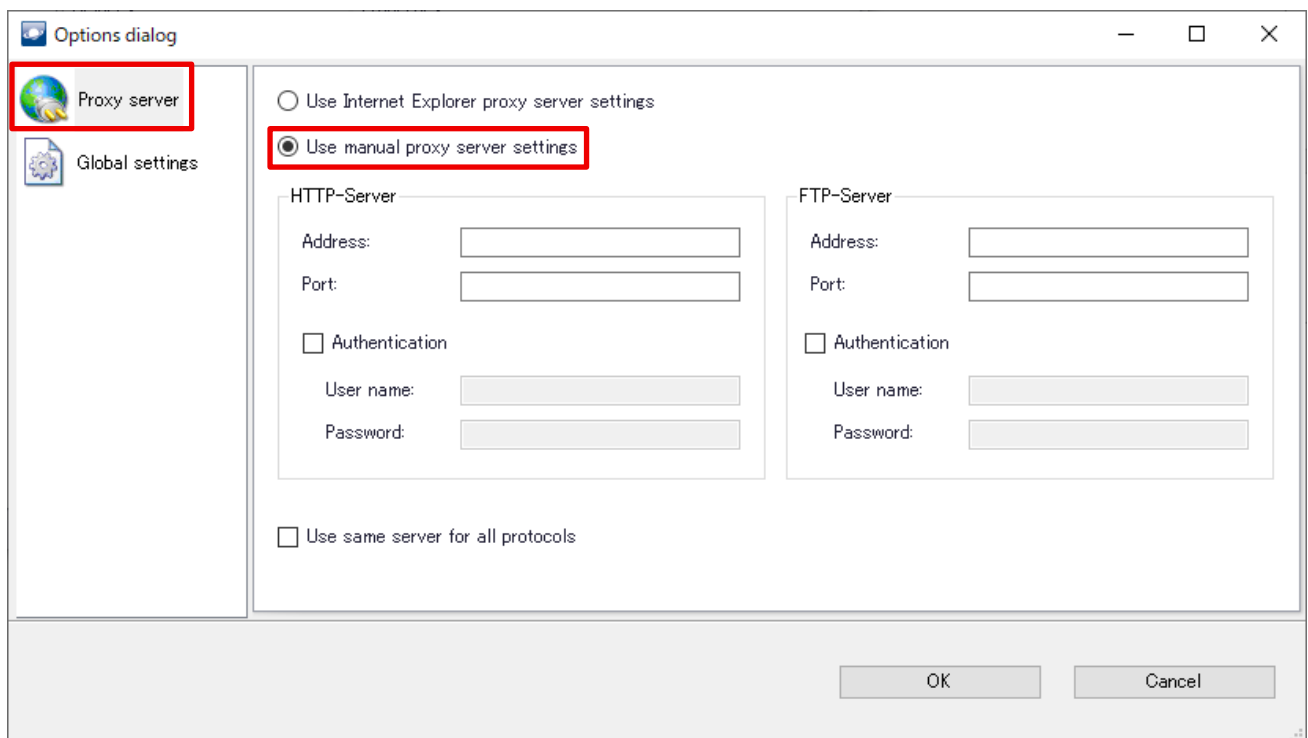 Options dialog
Proxy server
Global settings
Use Internet Explorer proxy server settings
Use manual proxy server settings
HTTP-Server
Address:
Port:
Authentication
User name:
Password:
FTP-Server
Address:
Port:
Authentication
User name:
Password:
Use same server for all protocols
OK
Cancel